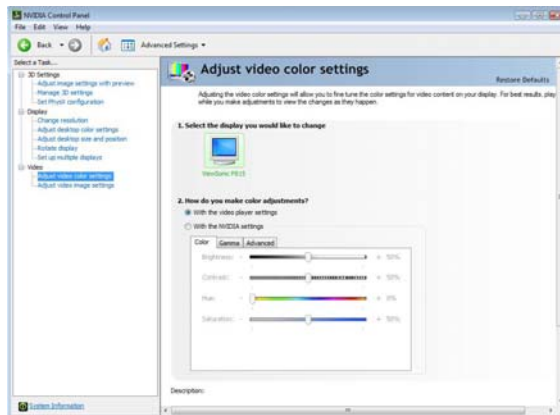 NVIDIA Control Panel
File Edit View Help
Back Advanced Settings
Select a Task...
3D Settings
Adjust image settings with preview
Manage 3D settings
Set PhysX configuration
Display
Change resolution
Adjust desktop color settings
Adjust desktop size and position
Rotate display
Set up multiple displays
Video
Adjust video color settings
Adjust video image settings
System Information
Adjust video color settings
Restore Defaults
Adjusting the video color settings will allow you to fine tune the color settings for video content on your display. For best results, play
while you make adjustments to view the changes as they happen.
1. Select the display you would like to change
ViewSonic
2. How do you make color adjustments?
With the video player settings
With the NVIDIA settings
Color Gamma Advanced
Brightness: - + 50%
Contrast: - + 50%
Hue: - + 0%
Saturation: - + 50%
Description: